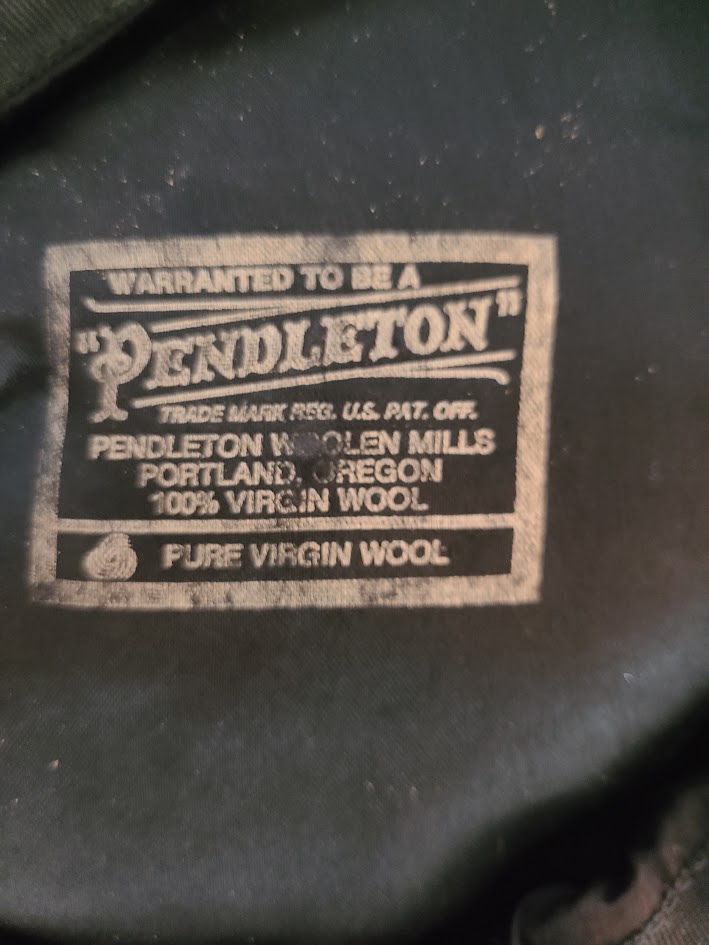 WARRANTED TO BE A
"PENDLETON"
TRADE MARK REG. U.S. PAT. OFF.
PENDLETON WOOLEN MILLS
PORTLAND, OREGON
100% VIRGIN WOOL
PURE VIRGIN WOOL